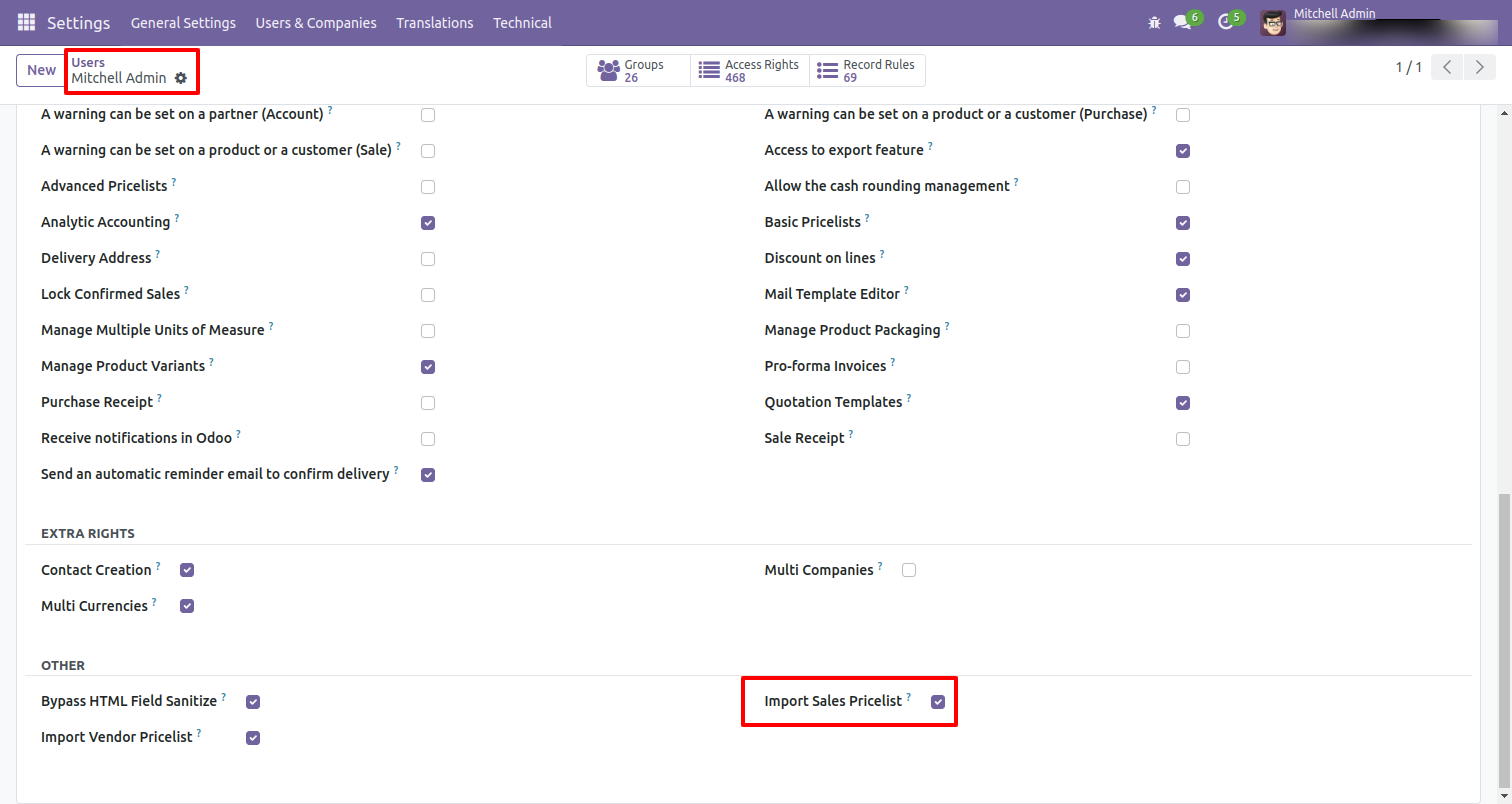 Settings General Settings Users & Companies Translations Technical 6 5 Mitchell Admin
New Users Groups Access Rights Record Rules 1 / 1
Mitchell Admin 26 468 69
A warning can be set on a partner (Account) ? A warning can be set on a product or a customer (Purchase) ?
A warning can be set on a product or a customer (Sale) ? Access to export feature ?
Advanced Pricelists ? Allow the cash rounding management ?
Analytic Accounting ? Basic Pricelists ?
Delivery Address ? Discount on lines ?
Lock Confirmed Sales ? Mail Template Editor ?
Manage Multiple Units of Measure ? Manage Product Packaging ?
Manage Product Variants ? Pro-forma Invoices ?
Purchase Receipt ? Quotation Templates ?
Receive notifications in Odoo ? Sale Receipt ?
Send an automatic reminder email to confirm delivery ?
EXTRA RIGHTS
Contact Creation ? Multi Companies ?
Multi Currencies ?
OTHER
Bypass HTML Field Sanitize ? Import Sales Pricelist ?
Import Vendor Pricelist ?